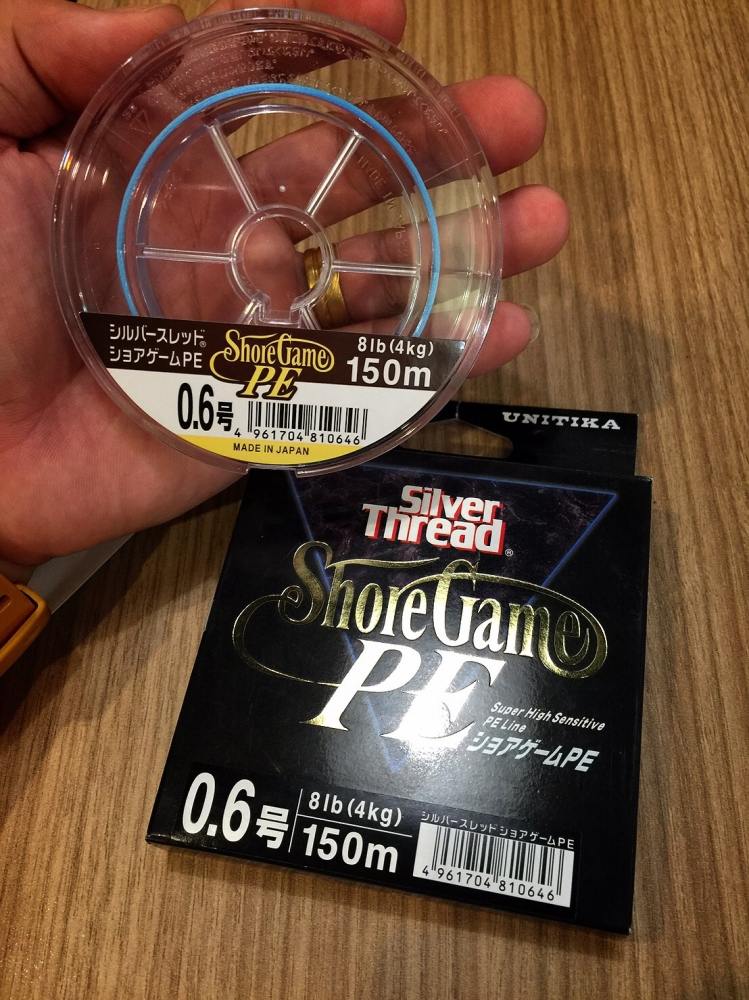 シルバースレッド®
ショアゲームPE
ShoreGame
PE
8lb(4kg)
150m
0.6号
4 961704 810646
MADE IN JAPAN
UNITIKA
Silver
Thread®
ShoreGame
PE
Super High Sensitive
PE Line
ショアゲームPE
0.6号
8lb(4kg)
150m
シルバースレッドショアゲームPE
4 961704 810646